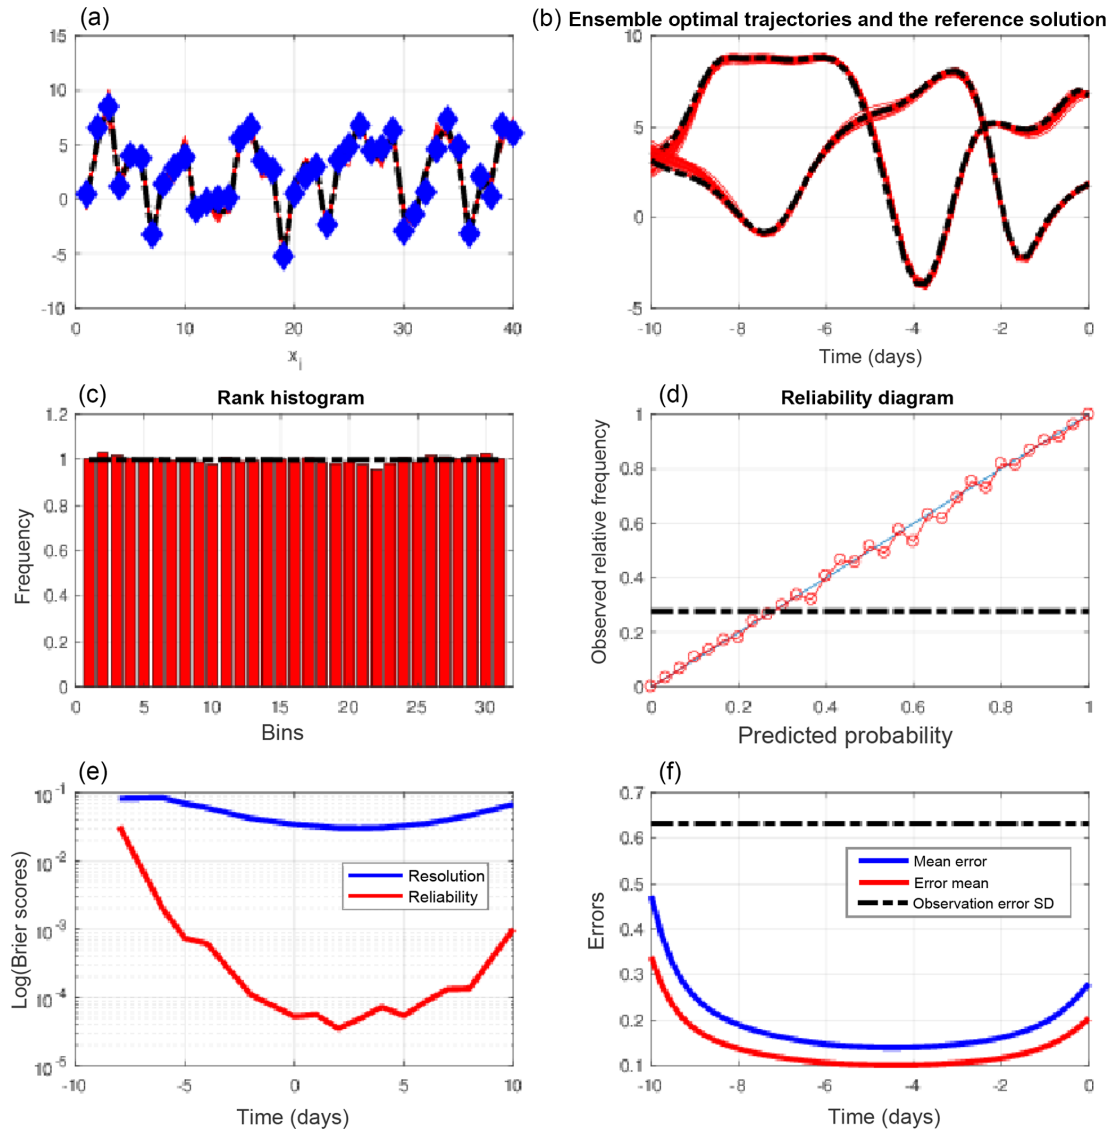 (a)
15
10
5
0
-5
-10
0 10 20 30 40
x_i
(b) Ensemble optimal trajectories and the reference solution
10
5
0
-5
-10 -8 -6 -4 -2 0
Time (days)
(c)
Rank histogram
1.2
1
0.8
0.6
0.4
0.2
0
Frequency
0 5 10 15 20 25 30
Bins
(d)
Reliability diagram
1
0.8
0.6
0.4
0.2
0
Observed relative frequency
0 0.2 0.4 0.6 0.8 1
Predicted probability
(e)
10^-1
10^-2
10^-3
10^-4
10^-5
Log(Brier scores)
Resolution
Reliability
-10 -5 0 5 10
Time (days)
(f)
0.7
0.6
0.5
0.4
0.3
0.2
0.1
Errors
Mean error
Error mean
Observation error SD
-10 -8 -6 -4 -2 0
Time (days)